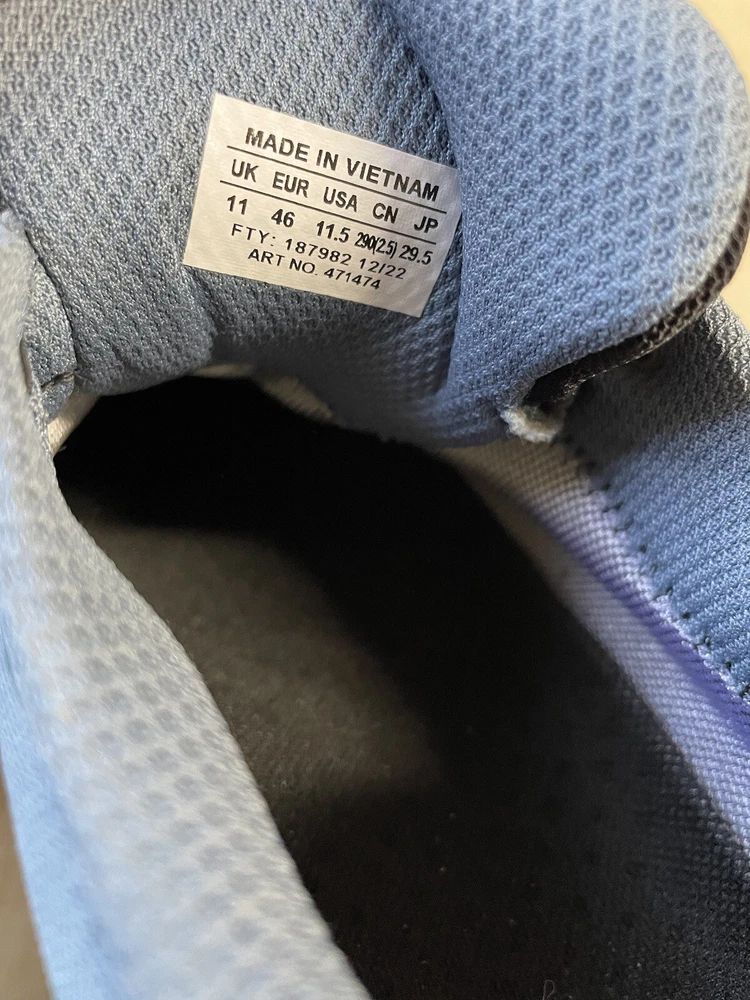 MADE IN VIETNAM
UK EUR USA CN JP
11 46 11.5 290(2.5) 29.5
FTY: 187982 12/22
ART NO. 471474